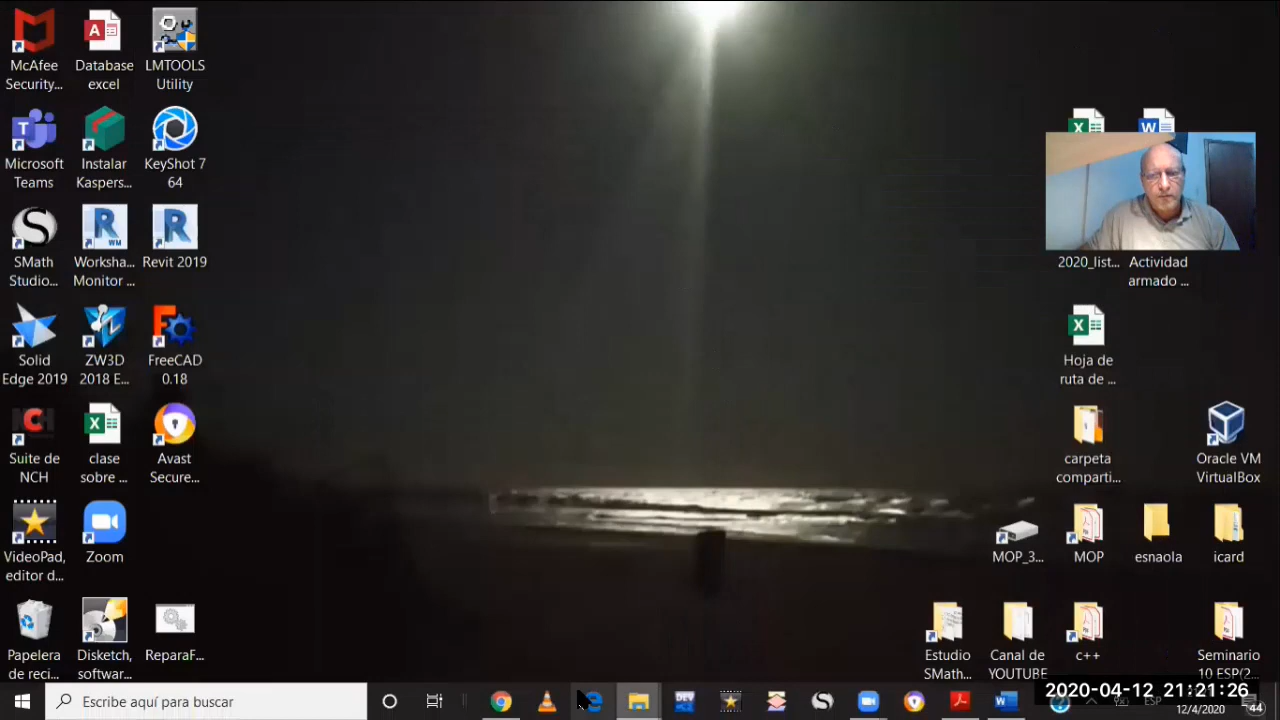 McAfee
Security...
Database
excel
LMTOOLS
Utility
Microsoft
Teams
Instalar
Kaspers...
KeyShot 7
64
SMath
Studio...
Worksha...
Monitor ...
Revit 2019
2020_list...
Actividad
armado ...
Solid
Edge 2019
ZW3D
2018 E...
FreeCAD
0.18
Hoja de
ruta de ...
Suite de
NCH
clase
sobre ...
Avast
Secure...
carpeta
comparti...
Oracle VM
VirtualBox
VideoPad,
editor d...
Zoom
MOP_3...
MOP
esnaola
icard
Papelera
de reci...
Disketch,
software...
ReparaF...
Estudio
SMath...
Canal de
YOUTUBE
c++
Seminario
10 ESP(2...
Escribe aquí para buscar
2020-04-12 21:21:26
ESP
12/4/2020
44